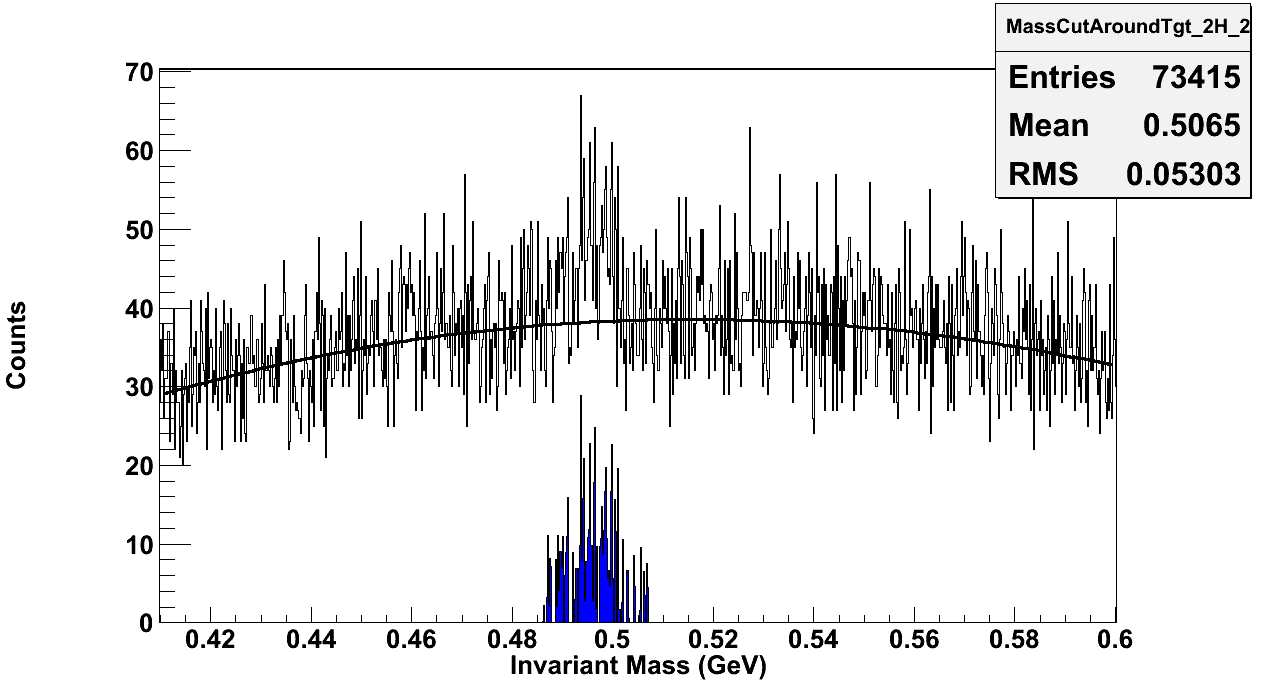 MassCutAroundTgt_2H_2
Entries 73415
Mean 0.5065
RMS 0.05303
70
60
50
40
30
20
10
0
Counts
0.42 0.44 0.46 0.48 0.5 0.52 0.54 0.56 0.58 0.6
Invariant Mass (GeV)